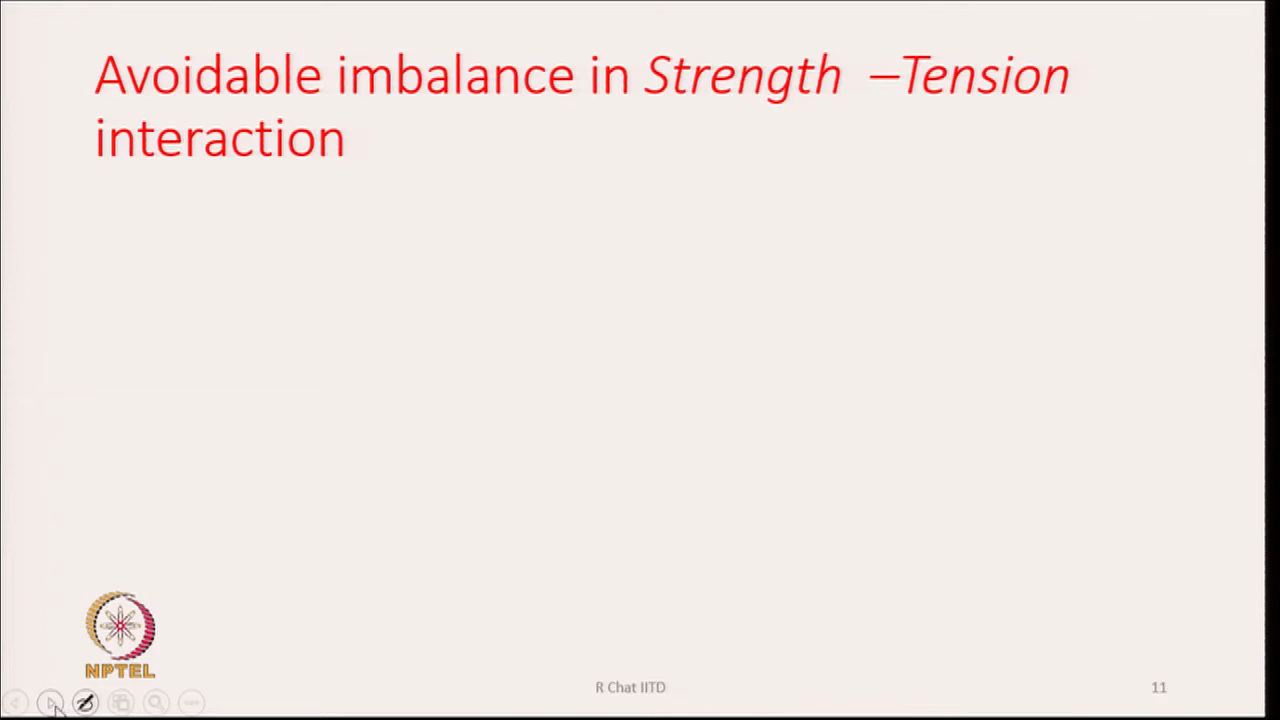 Avoidable imbalance in Strength –Tension
interaction
NPTEL
R Chat IITD
11